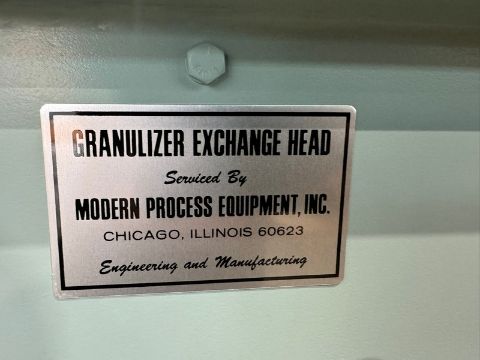 GRANULIZER EXCHANGE HEAD
Serviced By
MODERN PROCESS EQUIPMENT, INC.
CHICAGO, ILLINOIS 60623
Engineering and Manufacturing